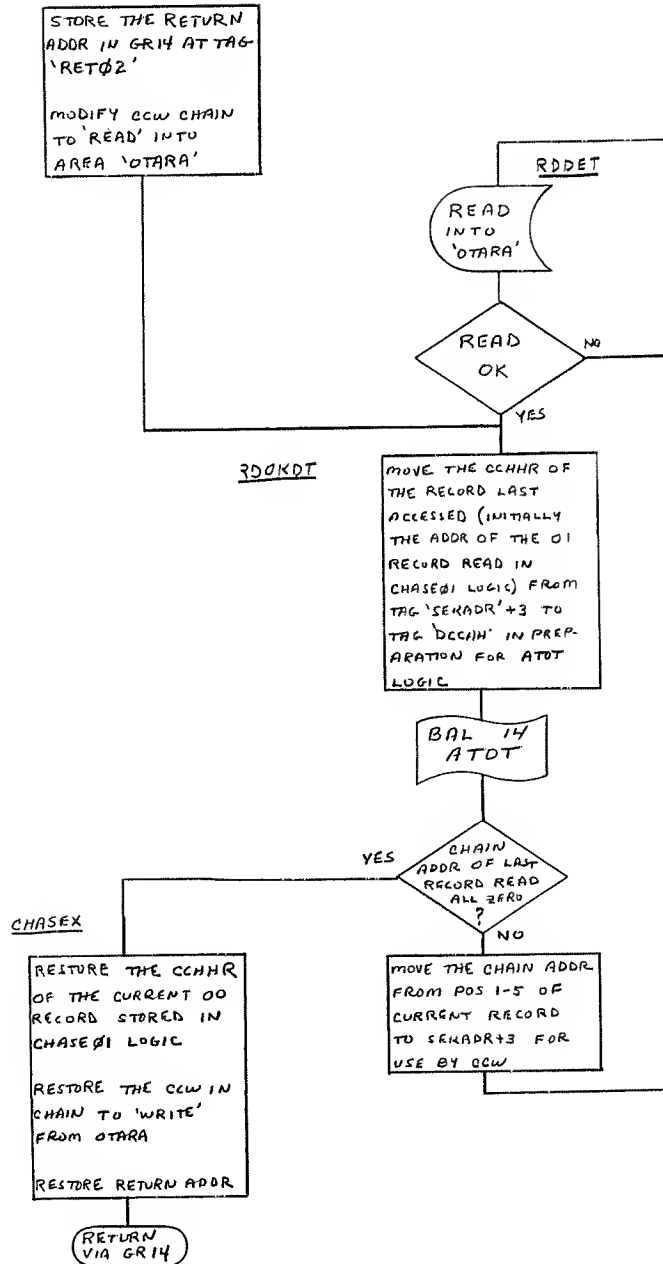 STORE THE RETURN
ADDR IN GR14 AT TAG
'RETØ2'
MODIFY CCW CHAIN
TO 'READ' INTO
AREA 'OTARA'
RDDET
READ
INTO
'OTARA'
READ
OK
NO
YES
RDOKDT
MOVE THE CCHHR OF
THE RECORD LAST
ACCESSED (INITIALLY
THE ADDR OF THE 01
RECORD READ IN
CHASEØ1 LOGIC) FROM
TAG 'SEKADR'+3 TO
TAG 'DCCHH' IN PREP-
ARATION FOR ATOT
LOGIC
BAL 14
ATOT
CHAIN
ADDR OF LAST
RECORD READ
ALL ZERO
?
YES
NO
CHASEX
RESTORE THE CCHHR
OF THE CURRENT 00
RECORD STORED IN
CHASEØ1 LOGIC
RESTORE THE CCW IN
CHAIN TO 'WRITE'
FROM OTARA
RESTORE RETURN ADDR
MOVE THE CHAIN ADDR
FROM POS 1-5 OF
CURRENT RECORD
TO SEKADR+3 FOR
USE BY CCW
RETURN
VIA GR14